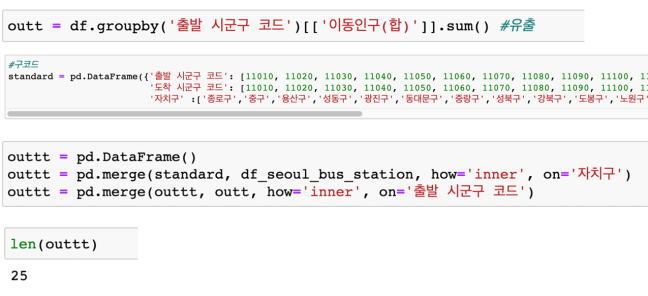 outt = df.groupby('출발 시군구 코드')[['이동인구(합)']].sum() #유출
#구코드
standard = pd.DataFrame({'출발 시군구 코드': [11010, 11020, 11030, 11040, 11050, 11060, 11070, 11080, 11090, 11100, 11
'도착 시군구 코드': [11010, 11020, 11030, 11040, 11050, 11060, 11070, 11080, 11090, 11100, 11
'자치구' :['종로구','중구','용산구','성동구','광진구','동대문구','중랑구','성북구','강북구','도봉구','노원구'
outtt = pd.DataFrame()
outtt = pd.merge(standard, df_seoul_bus_station, how='inner', on='자치구')
outtt = pd.merge(outtt, outt, how='inner', on='출발 시군구 코드')
len(outtt)
25